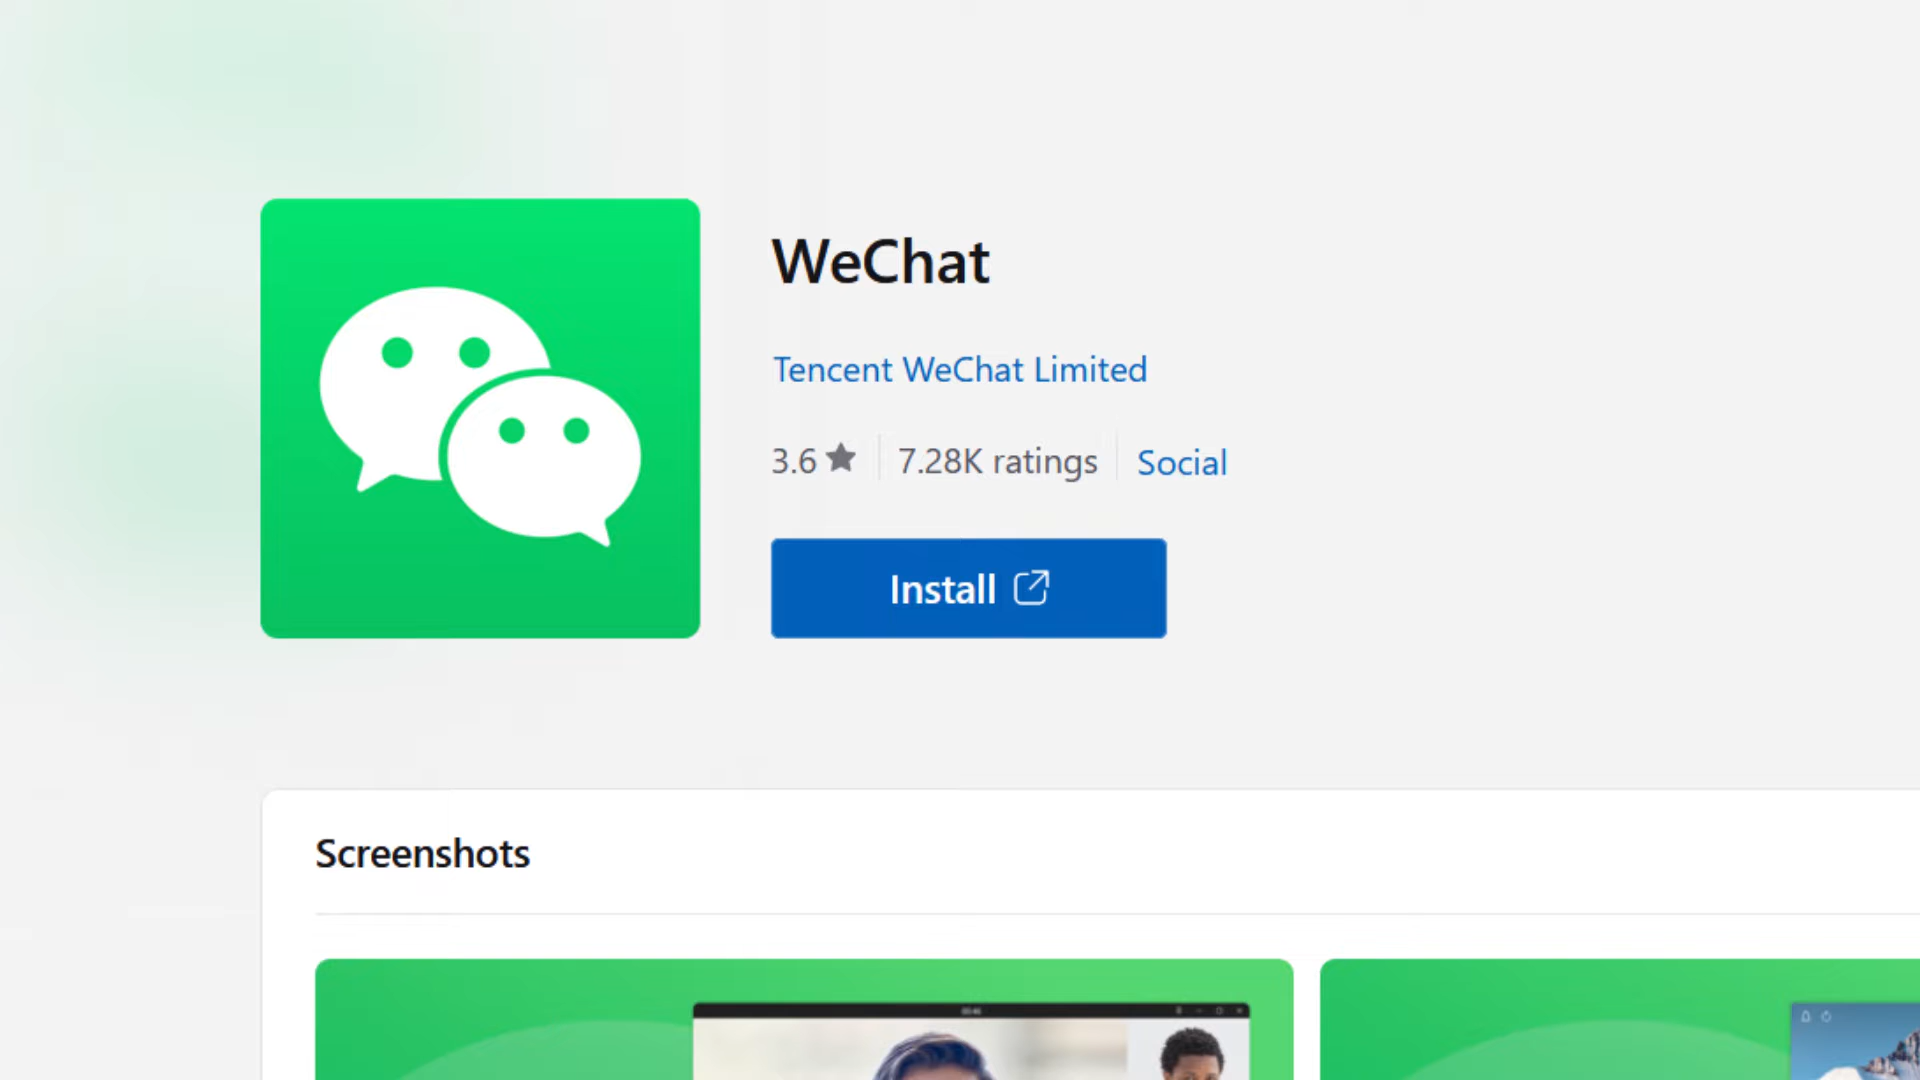 WeChat
Tencent WeChat Limited
3.6 ★ | 7.28K ratings | Social
Install
Screenshots